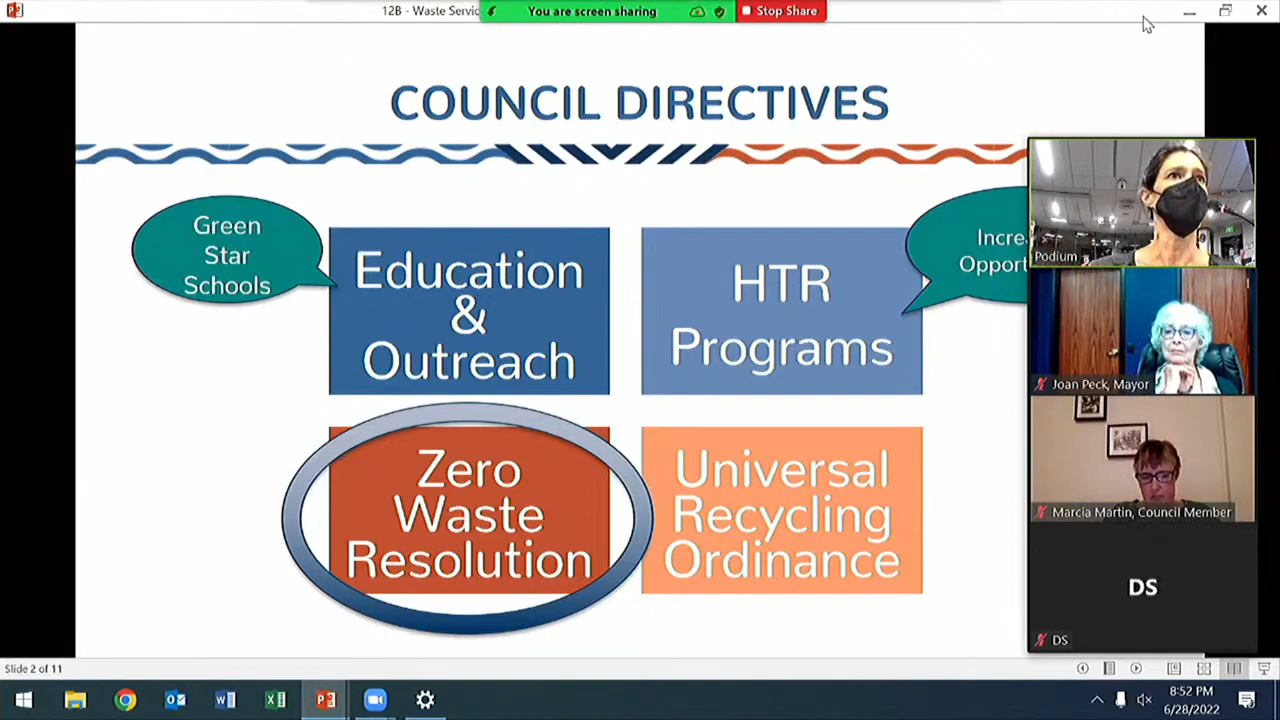 12B - Waste Servic
You are screen sharing
Stop Share
COUNCIL DIRECTIVES
Green
Star
Schools
Education
&
Outreach
HTR
Programs
Incre
Opport
Zero
Waste
Resolution
Universal
Recycling
Ordinance
Podium
Joan Peck, Mayor
Marcia Martin, Council Member
DS
DS
Slide 2 of 11
8:52 PM
6/28/2022